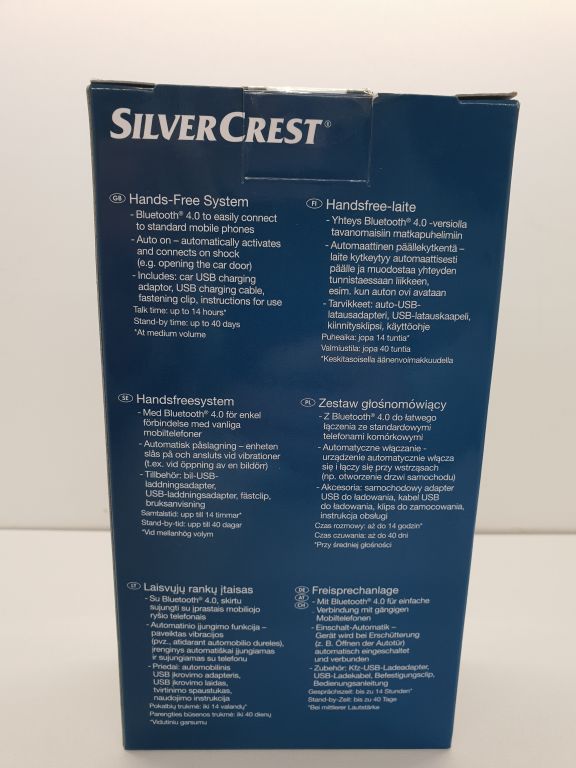 SILVERCREST®
GB Hands-Free System
- Bluetooth® 4.0 to easily connect
to standard mobile phones
- Auto on – automatically activates
and connects on shock
(e.g. opening the car door)
- Includes: car USB charging
adaptor, USB charging cable,
fastening clip, instructions for use
Talk time: up to 14 hours*
Stand-by time: up to 40 days
*At medium volume
FI Handsfree-laite
- Yhteys Bluetooth® 4.0 -versiolla
tavanomaisiin matkapuhelimiin
- Automaattinen päällekytkentä –
laite kytkeytyy automaattisesti
päälle ja muodostaa yhteyden
tunnistaessaan liikkeen,
esim. kun auton ovi avataan
- Tarvikkeet: auto-USB-
latausadapteri, USB-latauskaapeli,
kiinnitysklipsi, käyttöohje
Puheaika: jopa 14 tuntia*
Valmiustila: jopa 40 tuntia
*Keskitasoisella äänenvoimakkuudella
SE Handsfreesystem
- Med Bluetooth® 4.0 för enkel
förbindelse med vanliga
mobiltelefoner
- Automatisk påslagning – enheten
slås på och ansluts vid vibrationer
(t.ex. vid öppning av en bildörr)
- Tillbehör: bil-USB-
laddningsadapter,
USB-laddningsadapter, fästclip,
bruksanvisning
Samtalstid: upp till 14 timmar*
Stand-by-tid: upp till 40 dagar
*Vid mellanhög volym
PL Zestaw głośnomówiący
- Z Bluetooth® 4.0 do łatwego
łączenia ze standardowymi
telefonami komórkowymi
- Automatyczne włączanie -
urządzenie automatycznie włącza
się i łączy się przy wstrząsach
(np. otworzenie drzwi samochodu)
- Akcesoria: samochodowy adapter
USB do ładowania, kabel USB
do ładowania, klips do zamocowania,
instrukcja obsługi
Czas rozmowy: aż do 14 godzin*
Czas czuwania: aż do 40 dni
*Przy średniej głośności
LT Laisvųjų rankų įtaisas
- Su Bluetooth® 4.0, skirtu
sujungti su įprastais mobiliojo
ryšio telefonais
- Automatinio įjungimo funkcija –
paveiktas vibracijos
(pvz., atidarant automobilio dureles),
įrenginys automatiškai įjungiamas
ir sujungiamas su telefonu
- Priedai: automobilinis
USB įkrovimo adapteris,
USB įkrovimo laidas,
tvirtinimo spaustukas,
naudojimo instrukcija
Pokalbių trukmė: iki 14 valandų*
Parengties būsenos trukmė: iki 40 dienų
*Vidutiniu garsumu
DE AT CH Freisprechanlage
- Mit Bluetooth® 4.0 für einfache
Verbindung mit gängigen
Mobiltelefonen
- Einschalt-Automatik –
Gerät wird bei Erschütterung
(z. B. Öffnen der Autotür)
automatisch eingeschaltet
und verbunden
- Zubehör: Kfz-USB-Ladeadapter,
USB-Ladekabel, Befestigungsclip,
Bedienungsanleitung
Gesprächszeit: bis zu 14 Stunden*
Stand-by-Zeit: bis zu 40 Tage
*Bei mittlerer Lautstärke